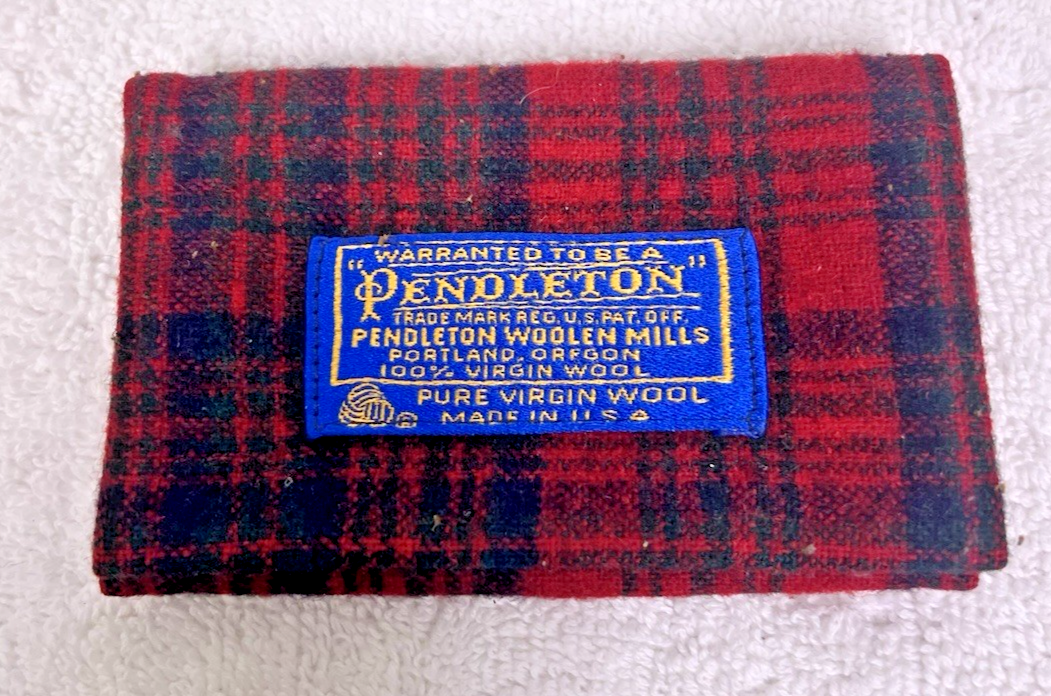 WARRANTED TO BE A
"PENDLETON"
TRADE MARK REG. U.S. PAT. OFF.
PENDLETON WOOLEN MILLS
PORTLAND, OREGON
100% VIRGIN WOOL
PURE VIRGIN WOOL
® MADE IN U.S.A